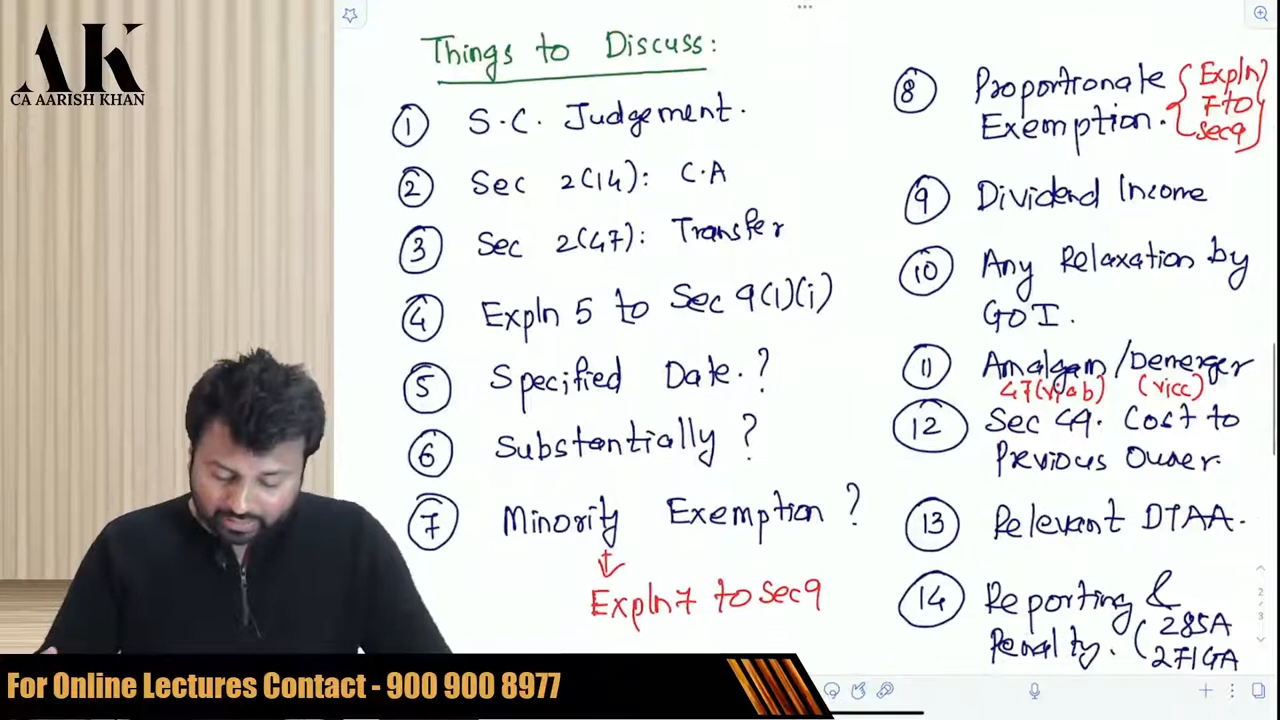 AK
CA AARISH KHAN
Things to Discuss:
1 S.C. Judgement.
2 Sec 2(14): C.A
3 Sec 2(47): Transfer
4 Expln 5 to Sec 9(1)(i)
5 Specified Date.?
6 Substantially ?
7 Minority Exemption ?
Expln 7 to Sec 9
8 Proportionate
Exemption.
Expln
7 to
sec 9
9 Dividend Income
10 Any Relaxation by
GOI.
11 Amalgam/Demerger
47(viab) (vicc)
12 Sec 49. Cost to
Previous Owner.
13 Relevant DTAA.
14 Reporting &
Penalty. (285A
271GA
For Online Lectures Contact - 900 900 8977